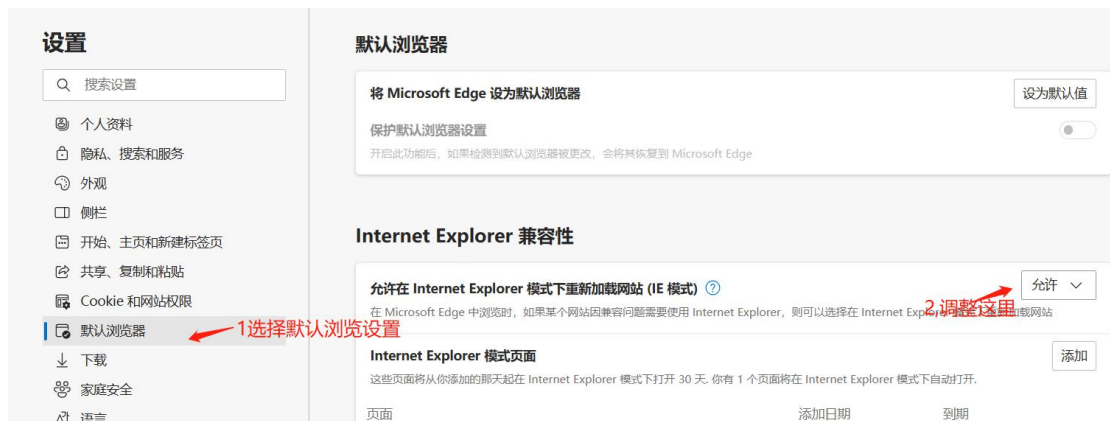 设置
搜索设置
个人资料
隐私、搜索和服务
外观
侧栏
开始、主页和新建标签页
共享、复制和粘贴
Cookie 和网站权限
默认浏览器
1选择默认浏览设置
下载
家庭安全
语言
默认浏览器
将 Microsoft Edge 设为默认浏览器
设为默认值
保护默认浏览器设置
开启此功能后，如果检测到默认浏览器被更改，会将其恢复到 Microsoft Edge
Internet Explorer 兼容性
允许在 Internet Explorer 模式下重新加载网站 (IE 模式)
允许
2,调整这里
在 Microsoft Edge 中浏览时，如果某个网站因兼容问题需要使用 Internet Explorer，则可以选择在 Internet Explorer 模式下重新加载网站
Internet Explorer 模式页面
添加
这些页面将从你添加的那天起在 Internet Explorer 模式下打开 30 天. 你有 1 个页面将在 Internet Explorer 模式下自动打开.
页面
添加日期
到期